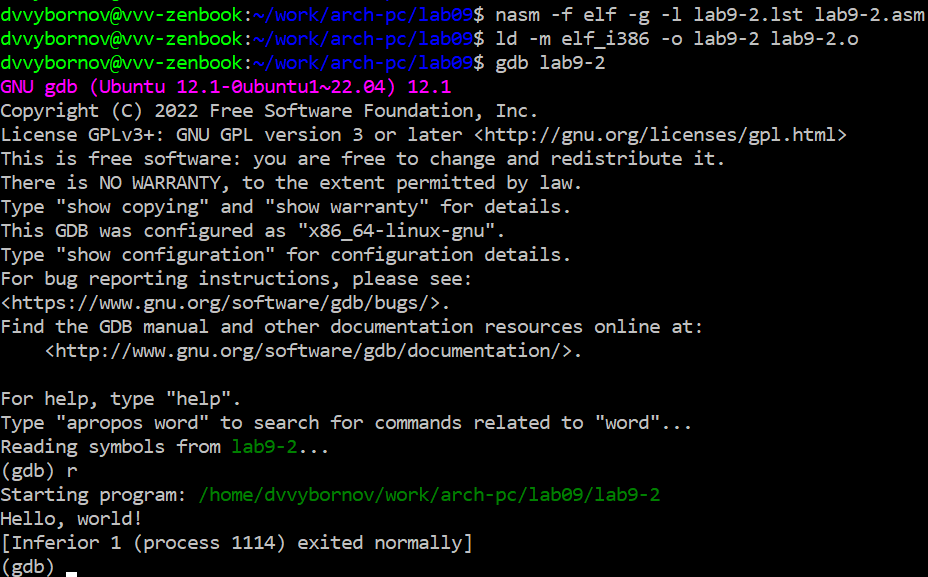 dvvybornov@vvv-zenbook:~/work/arch-pc/lab09$ nasm -f elf -g -l lab9-2.lst lab9-2.asm
dvvybornov@vvv-zenbook:~/work/arch-pc/lab09$ ld -m elf_i386 -o lab9-2 lab9-2.o
dvvybornov@vvv-zenbook:~/work/arch-pc/lab09$ gdb lab9-2
GNU gdb (Ubuntu 12.1-0ubuntu1~22.04) 12.1
Copyright (C) 2022 Free Software Foundation, Inc.
License GPLv3+: GNU GPL version 3 or later <http://gnu.org/licenses/gpl.html>
This is free software: you are free to change and redistribute it.
There is NO WARRANTY, to the extent permitted by law.
Type "show copying" and "show warranty" for details.
This GDB was configured as "x86_64-linux-gnu".
Type "show configuration" for configuration details.
For bug reporting instructions, please see:
<https://www.gnu.org/software/gdb/bugs/>.
Find the GDB manual and other documentation resources online at:
    <http://www.gnu.org/software/gdb/documentation/>.

For help, type "help".
Type "apropos word" to search for commands related to "word"...
Reading symbols from lab9-2...
(gdb) r
Starting program: /home/dvvybornov/work/arch-pc/lab09/lab9-2
Hello, world!
[Inferior 1 (process 1114) exited normally]
(gdb)